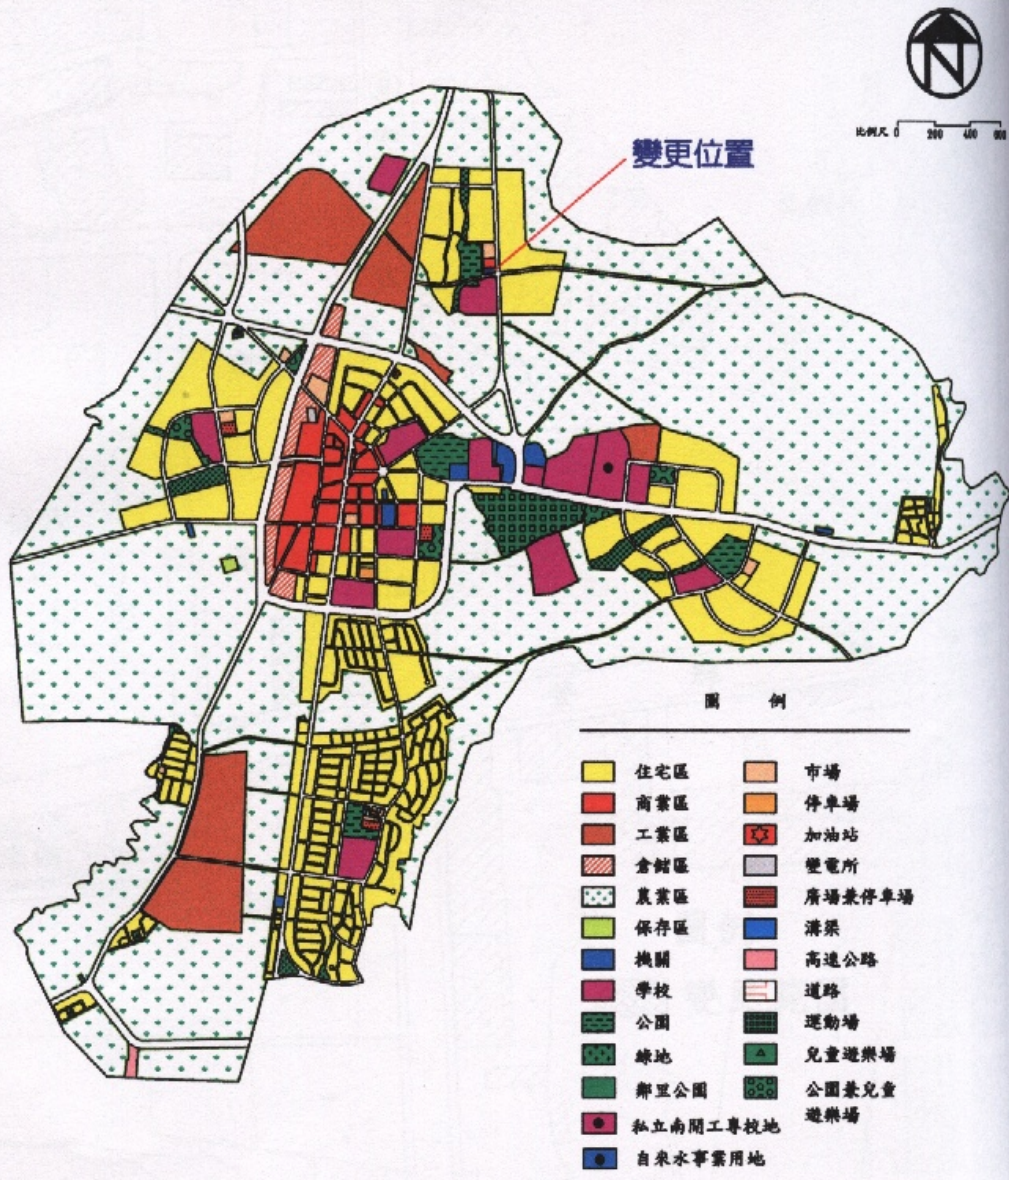 N
比例尺 0 200 400 600
變更位置
圖 例
住宅區
商業區
工業區
倉儲區
農業區
保存區
機關
學校
公園
綠地
鄰里公園
私立南開工專校地
自來水事業用地
市場
停車場
加油站
變電所
廣場兼停車場
溝渠
高速公路
道路
運動場
兒童遊樂場
公園兼兒童
遊樂場